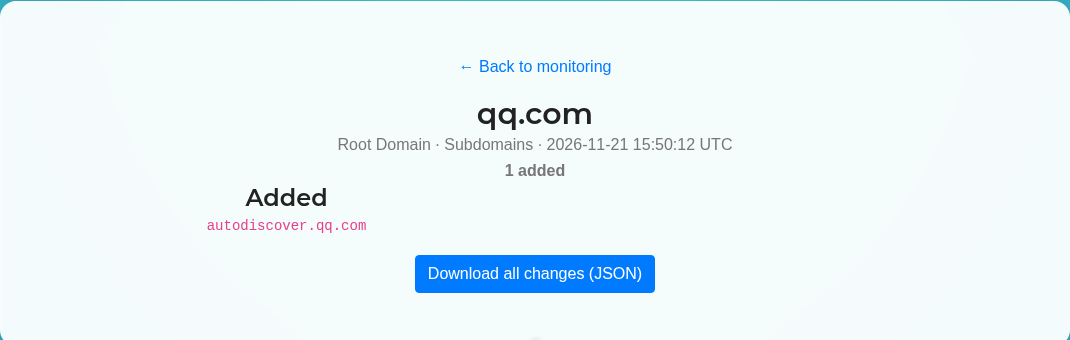 ← Back to monitoring
qq.com
Root Domain · Subdomains · 2026-11-21 15:50:12 UTC
1 added
Added
autodiscover.qq.com
Download all changes (JSON)